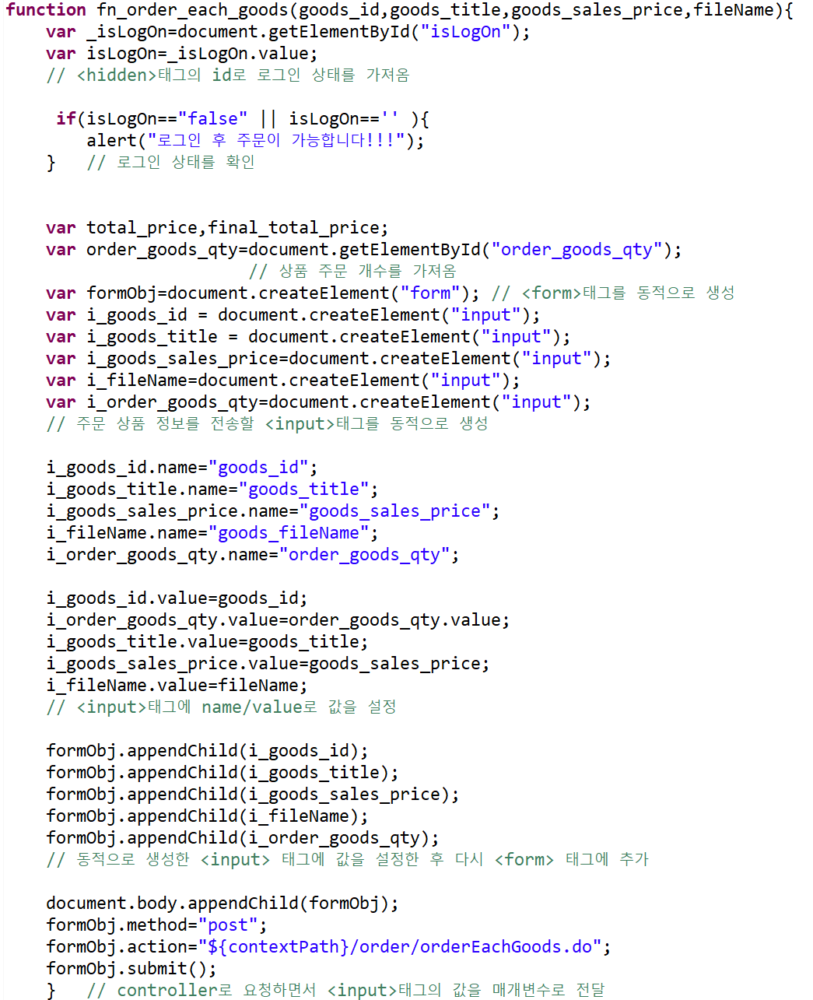 function fn_order_each_goods(goods_id,goods_title,goods_sales_price,fileName){
    var _isLogOn=document.getElementById("isLogOn");
    var isLogOn=_isLogOn.value;
    // <hidden>태그의 id로 로그인 상태를 가져옴

     if(isLogOn=="false" || isLogOn=='' ){
        alert("로그인 후 주문이 가능합니다!!!");
    }   // 로그인 상태를 확인


    var total_price,final_total_price;
    var order_goods_qty=document.getElementById("order_goods_qty");
                        // 상품 주문 개수를 가져옴
    var formObj=document.createElement("form"); // <form>태그를 동적으로 생성
    var i_goods_id = document.createElement("input");
    var i_goods_title = document.createElement("input");
    var i_goods_sales_price=document.createElement("input");
    var i_fileName=document.createElement("input");
    var i_order_goods_qty=document.createElement("input");
    // 주문 상품 정보를 전송할 <input>태그를 동적으로 생성

    i_goods_id.name="goods_id";
    i_goods_title.name="goods_title";
    i_goods_sales_price.name="goods_sales_price";
    i_fileName.name="goods_fileName";
    i_order_goods_qty.name="order_goods_qty";

    i_goods_id.value=goods_id;
    i_order_goods_qty.value=order_goods_qty.value;
    i_goods_title.value=goods_title;
    i_goods_sales_price.value=goods_sales_price;
    i_fileName.value=fileName;
    // <input>태그에 name/value로 값을 설정

    formObj.appendChild(i_goods_id);
    formObj.appendChild(i_goods_title);
    formObj.appendChild(i_goods_sales_price);
    formObj.appendChild(i_fileName);
    formObj.appendChild(i_order_goods_qty);
    // 동적으로 생성한 <input> 태그에 값을 설정한 후 다시 <form> 태그에 추가

    document.body.appendChild(formObj);
    formObj.method="post";
    formObj.action="${contextPath}/order/orderEachGoods.do";
    formObj.submit();
    }   // controller로 요청하면서 <input>태그의 값을 매개변수로 전달